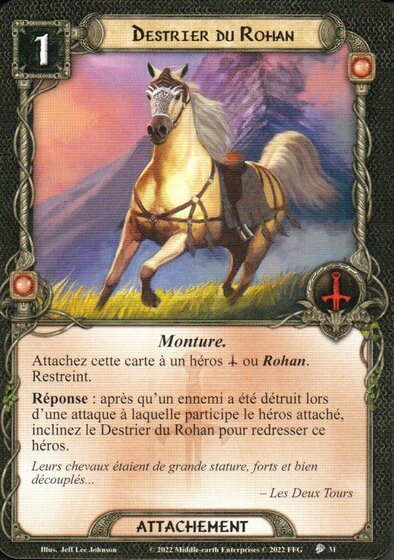 1
DESTRIER DU ROHAN
Monture.
Attachez cette carte à un héros ou Rohan.
Restreint.
Réponse : après qu'un ennemi a été détruit lors
d'une attaque à laquelle participe le héros attaché,
inclinez le Destrier du Rohan pour redresser ce
héros.
Leurs chevaux étaient de grande stature, forts et bien
découplés...
– Les Deux Tours
ATTACHEMENT
Illus. Jeff Lee Johnson © 2022 Middle-earth Enterprises © 2022 FFG 31